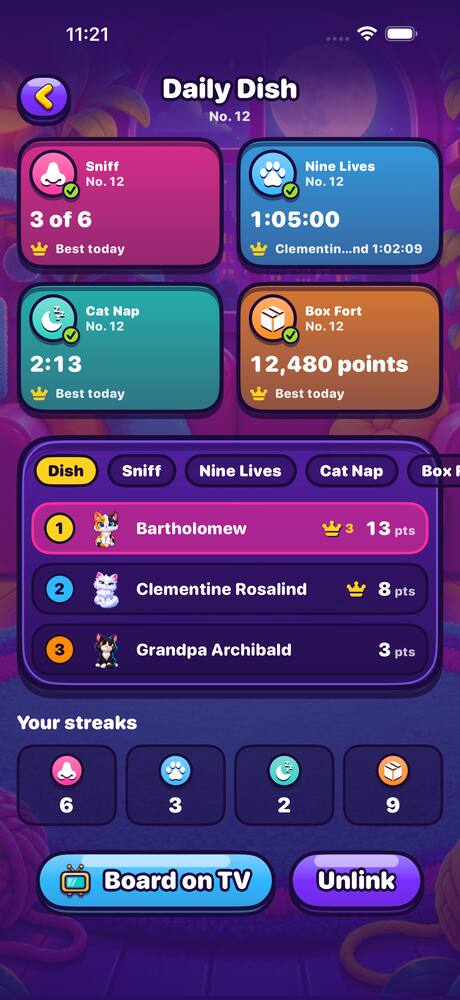 11:21
Daily Dish
No. 12
Sniff
No. 12
3 of 6
Best today
Nine Lives
No. 12
1:05:00
Clementin...nd 1:02:09
Cat Nap
No. 12
2:13
Best today
Box Fort
No. 12
12,480 points
Best today
Dish
Sniff
Nine Lives
Cat Nap
Box F
1
Bartholomew
3
13 pts
2
Clementine Rosalind
8 pts
3
Grandpa Archibald
3 pts
Your streaks
6
3
2
9
Board on TV
Unlink